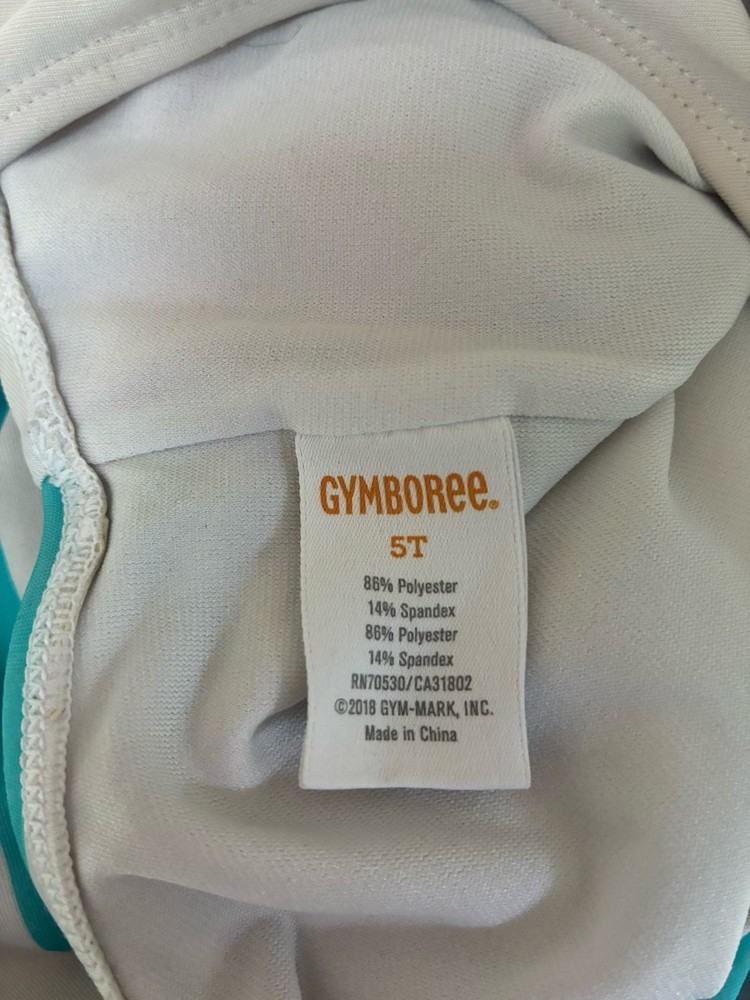 GYMBOREE®
5T
86% Polyester
14% Spandex
86% Polyester
14% Spandex
RN70530/CA31802
©2018 GYM-MARK, INC.
Made in China